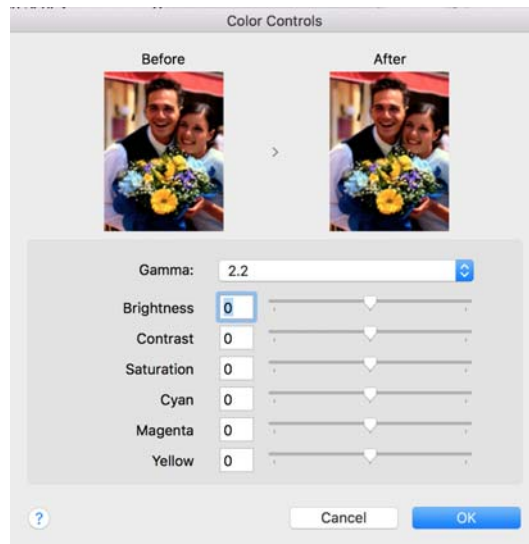 Color Controls
Before After
>
Gamma: 2.2
Brightness 0
Contrast 0
Saturation 0
Cyan 0
Magenta 0
Yellow 0
? Cancel OK